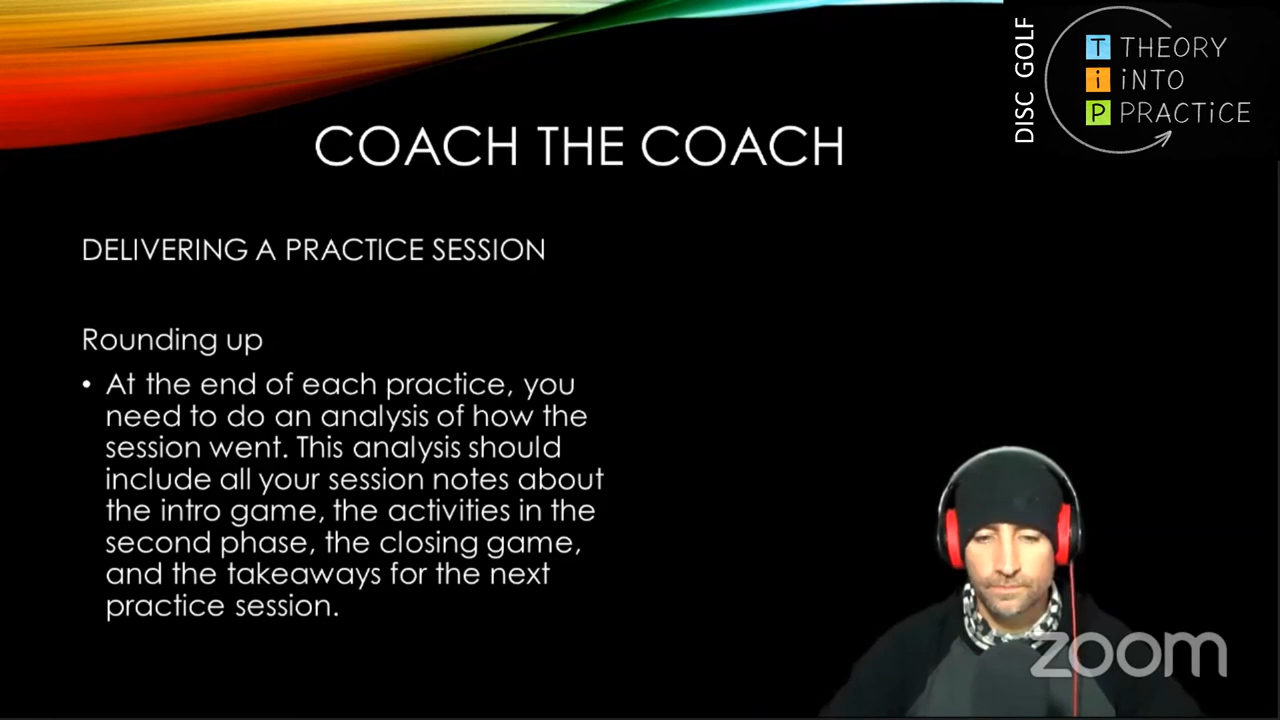 DISC GOLF
T THEORY
i iNTO
P PRACTiCE
COACH THE COACH
DELIVERING A PRACTICE SESSION
Rounding up
• At the end of each practice, you
need to do an analysis of how the
session went. This analysis should
include all your session notes about
the intro game, the activities in the
second phase, the closing game,
and the takeaways for the next
practice session.
zoom